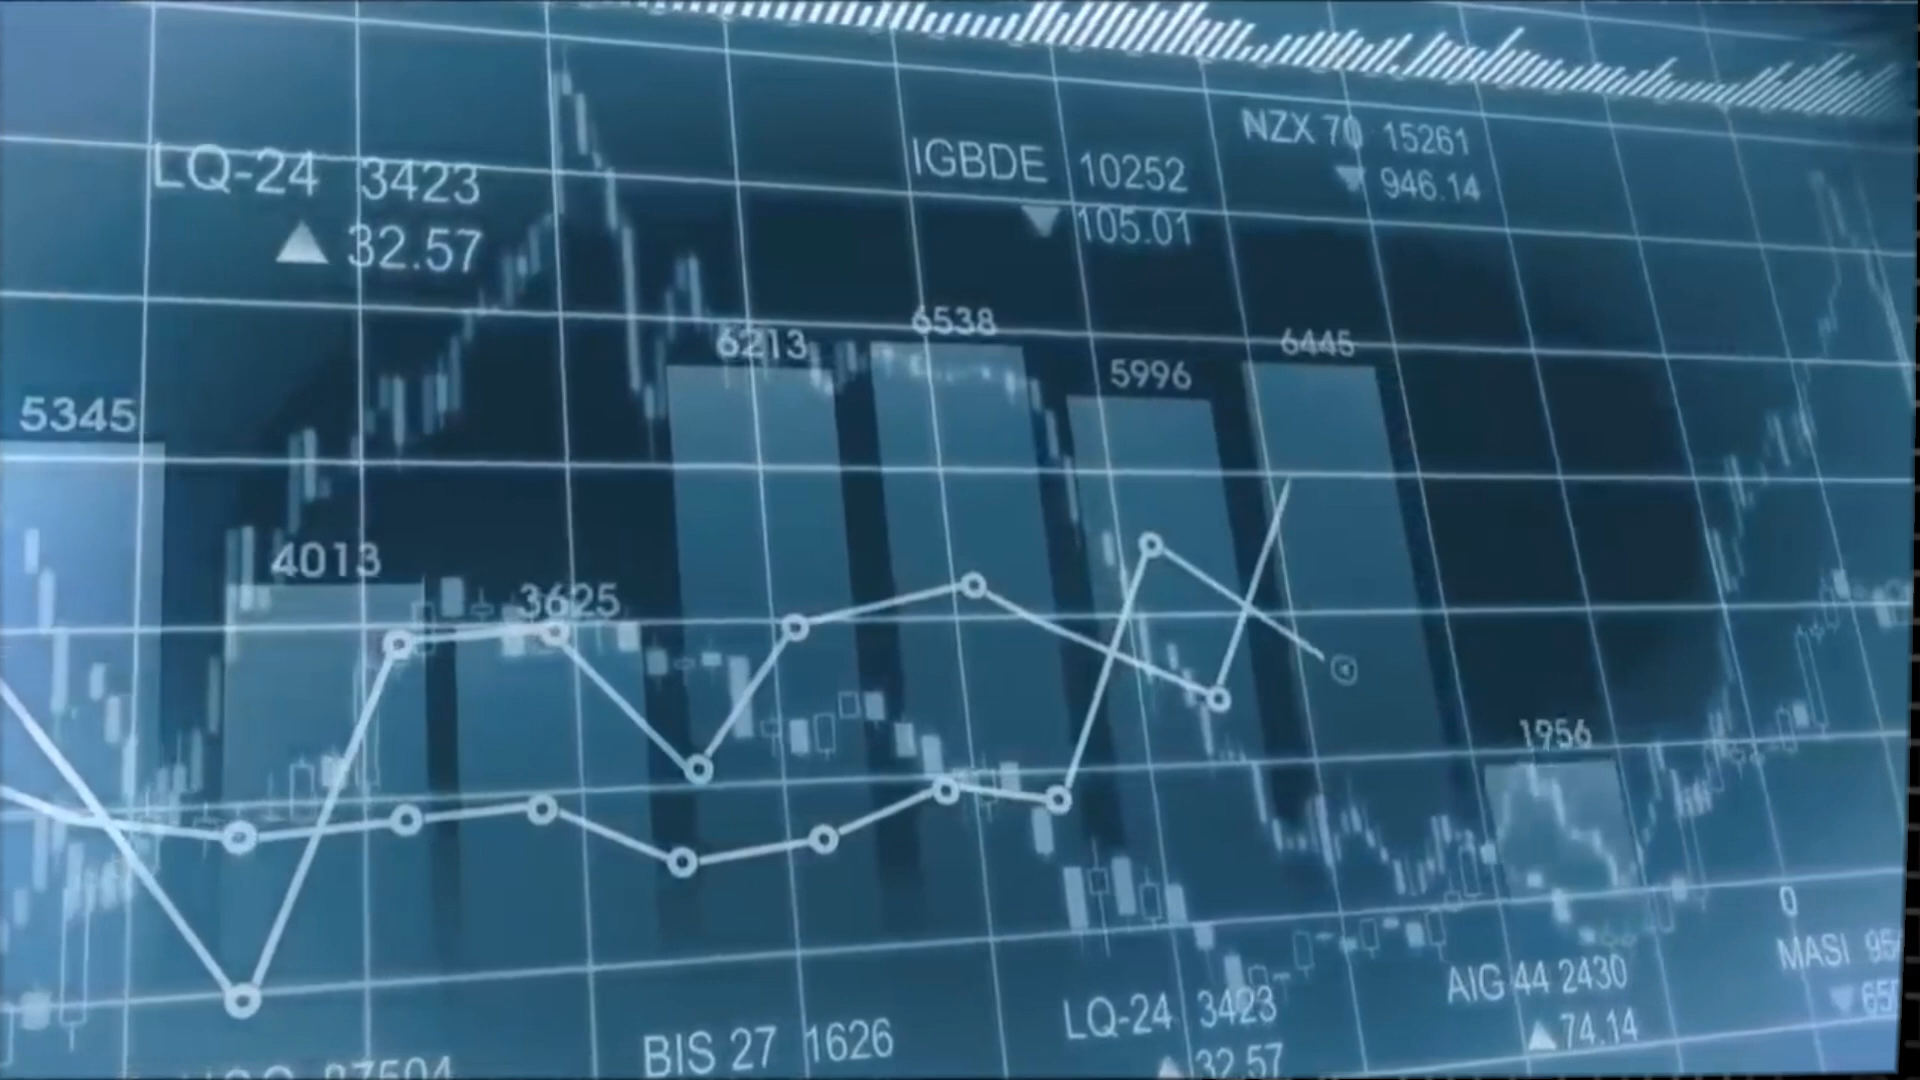 NZX 70 15261
946.14
IGBDE 10252
105.01
LQ-24 3423
32.57
6538
6213
6445
5996
5345
4013
3625
1956
0
MASI
AIG 44 2430
74.14
LQ-24 3423
32.57
BIS 27 1626